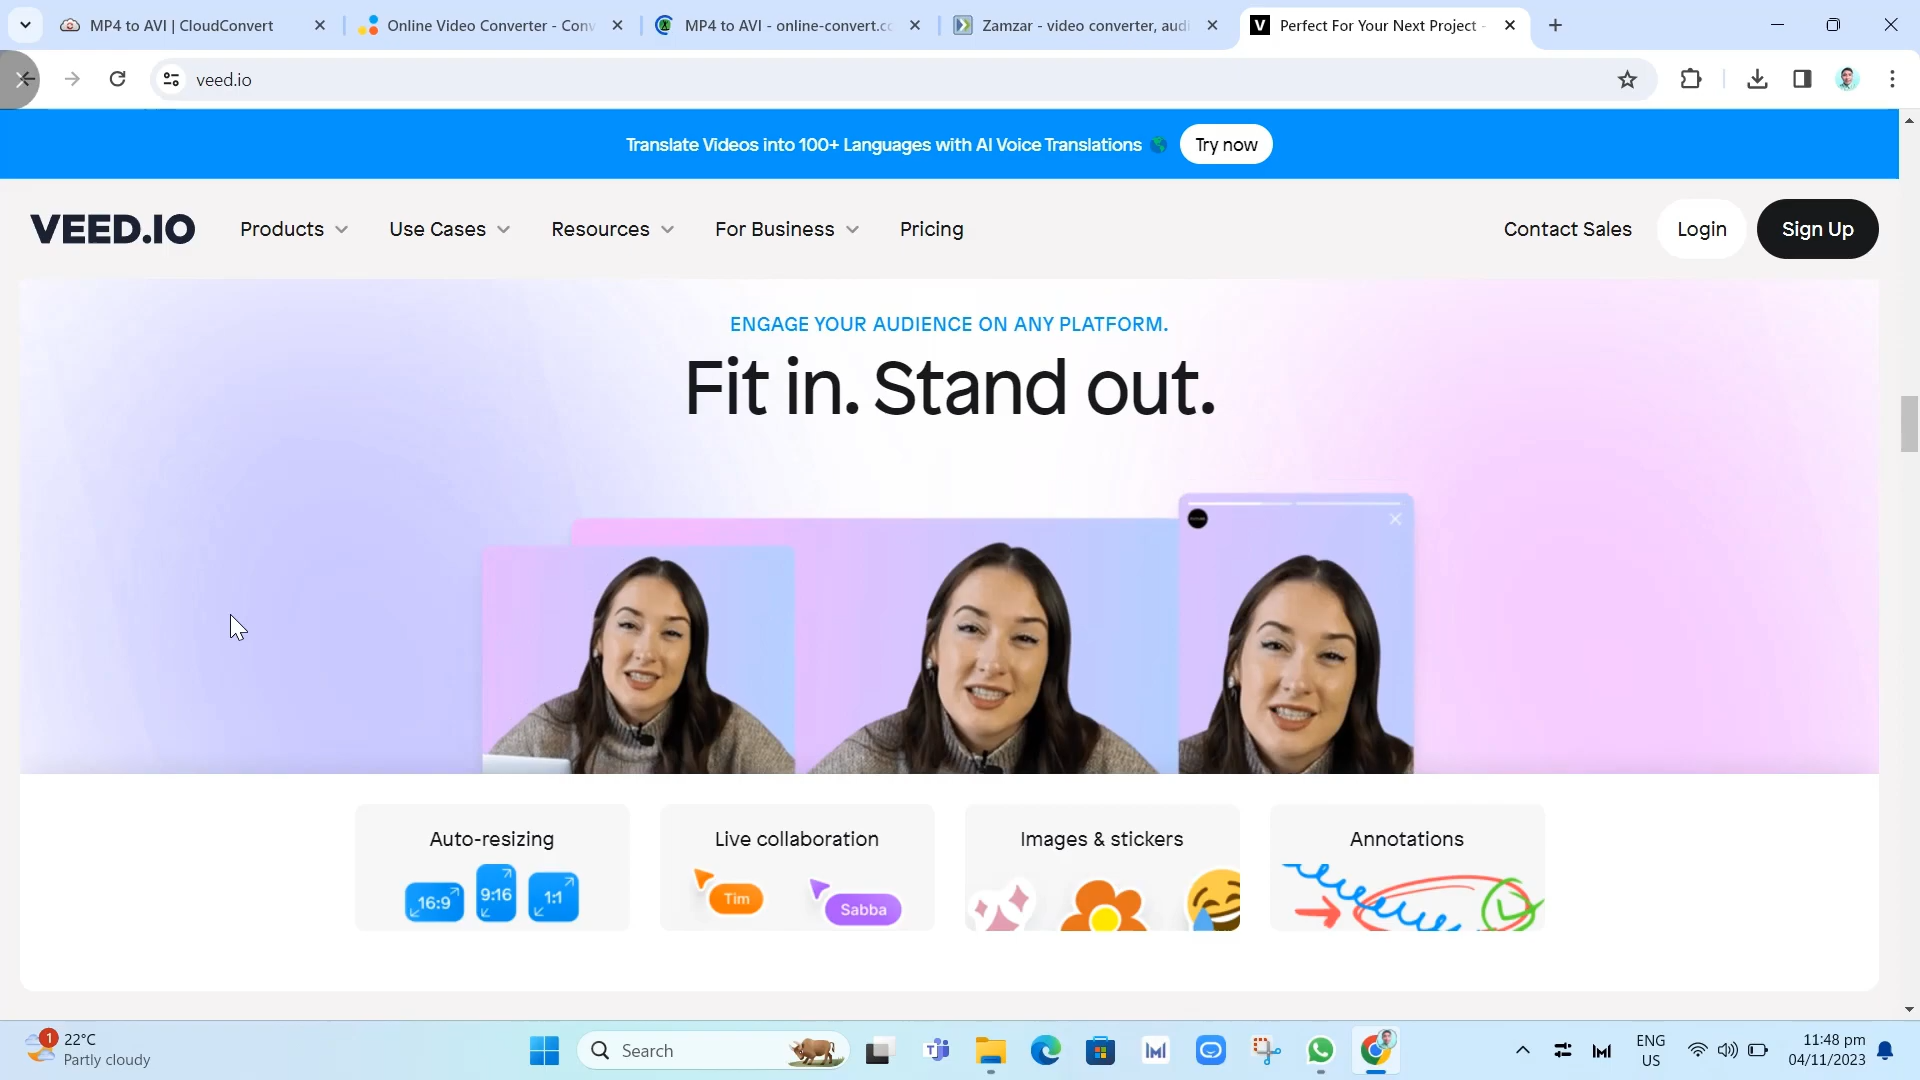 MP4 to AVI | CloudConvert
Online Video Converter - Conv
MP4 to AVI - online-convert.co
Zamzar - video converter, audi
Perfect For Your Next Project -
veed.io
Translate Videos into 100+ Languages with AI Voice Translations
Try now
VEED.IO
Products
Use Cases
Resources
For Business
Pricing
Contact Sales
Login
Sign Up
ENGAGE YOUR AUDIENCE ON ANY PLATFORM.
Fit in. Stand out.
Auto-resizing
Live collaboration
Images & stickers
Annotations
16:9
9:16
1:1
Tim
Sabba
1
22°C
Partly cloudy
Search
ENG
US
11:48 pm
04/11/2023